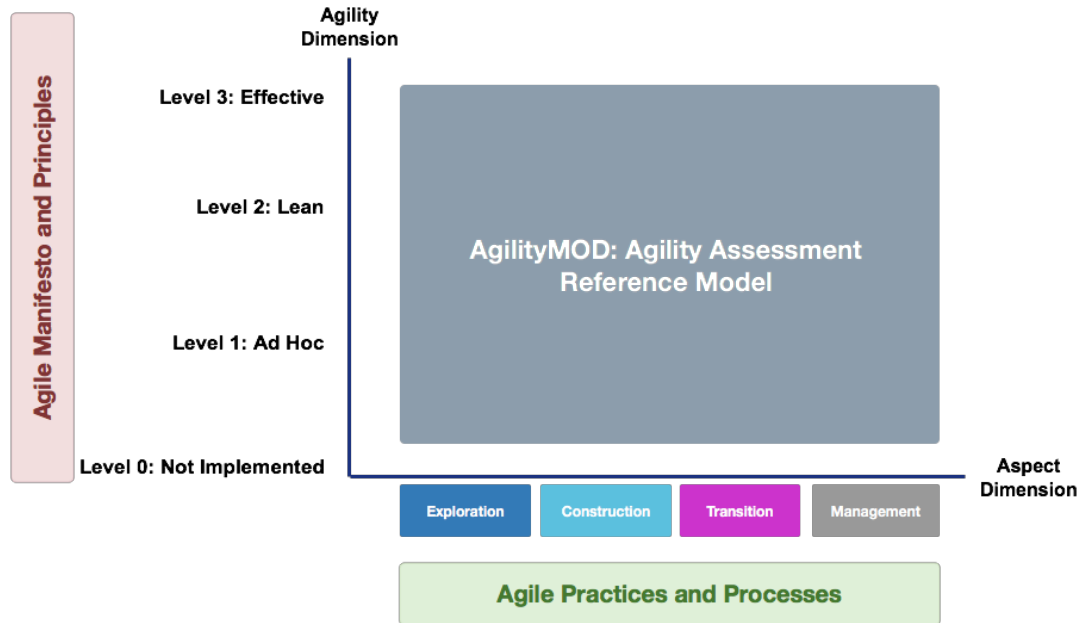 Agility
Dimension
Agile Manifesto and Principles
Level 3: Effective
Level 2: Lean
Level 1: Ad Hoc
Level 0: Not Implemented
AgilityMOD: Agility Assessment
Reference Model
Aspect
Dimension
Exploration
Construction
Transition
Management
Agile Practices and Processes